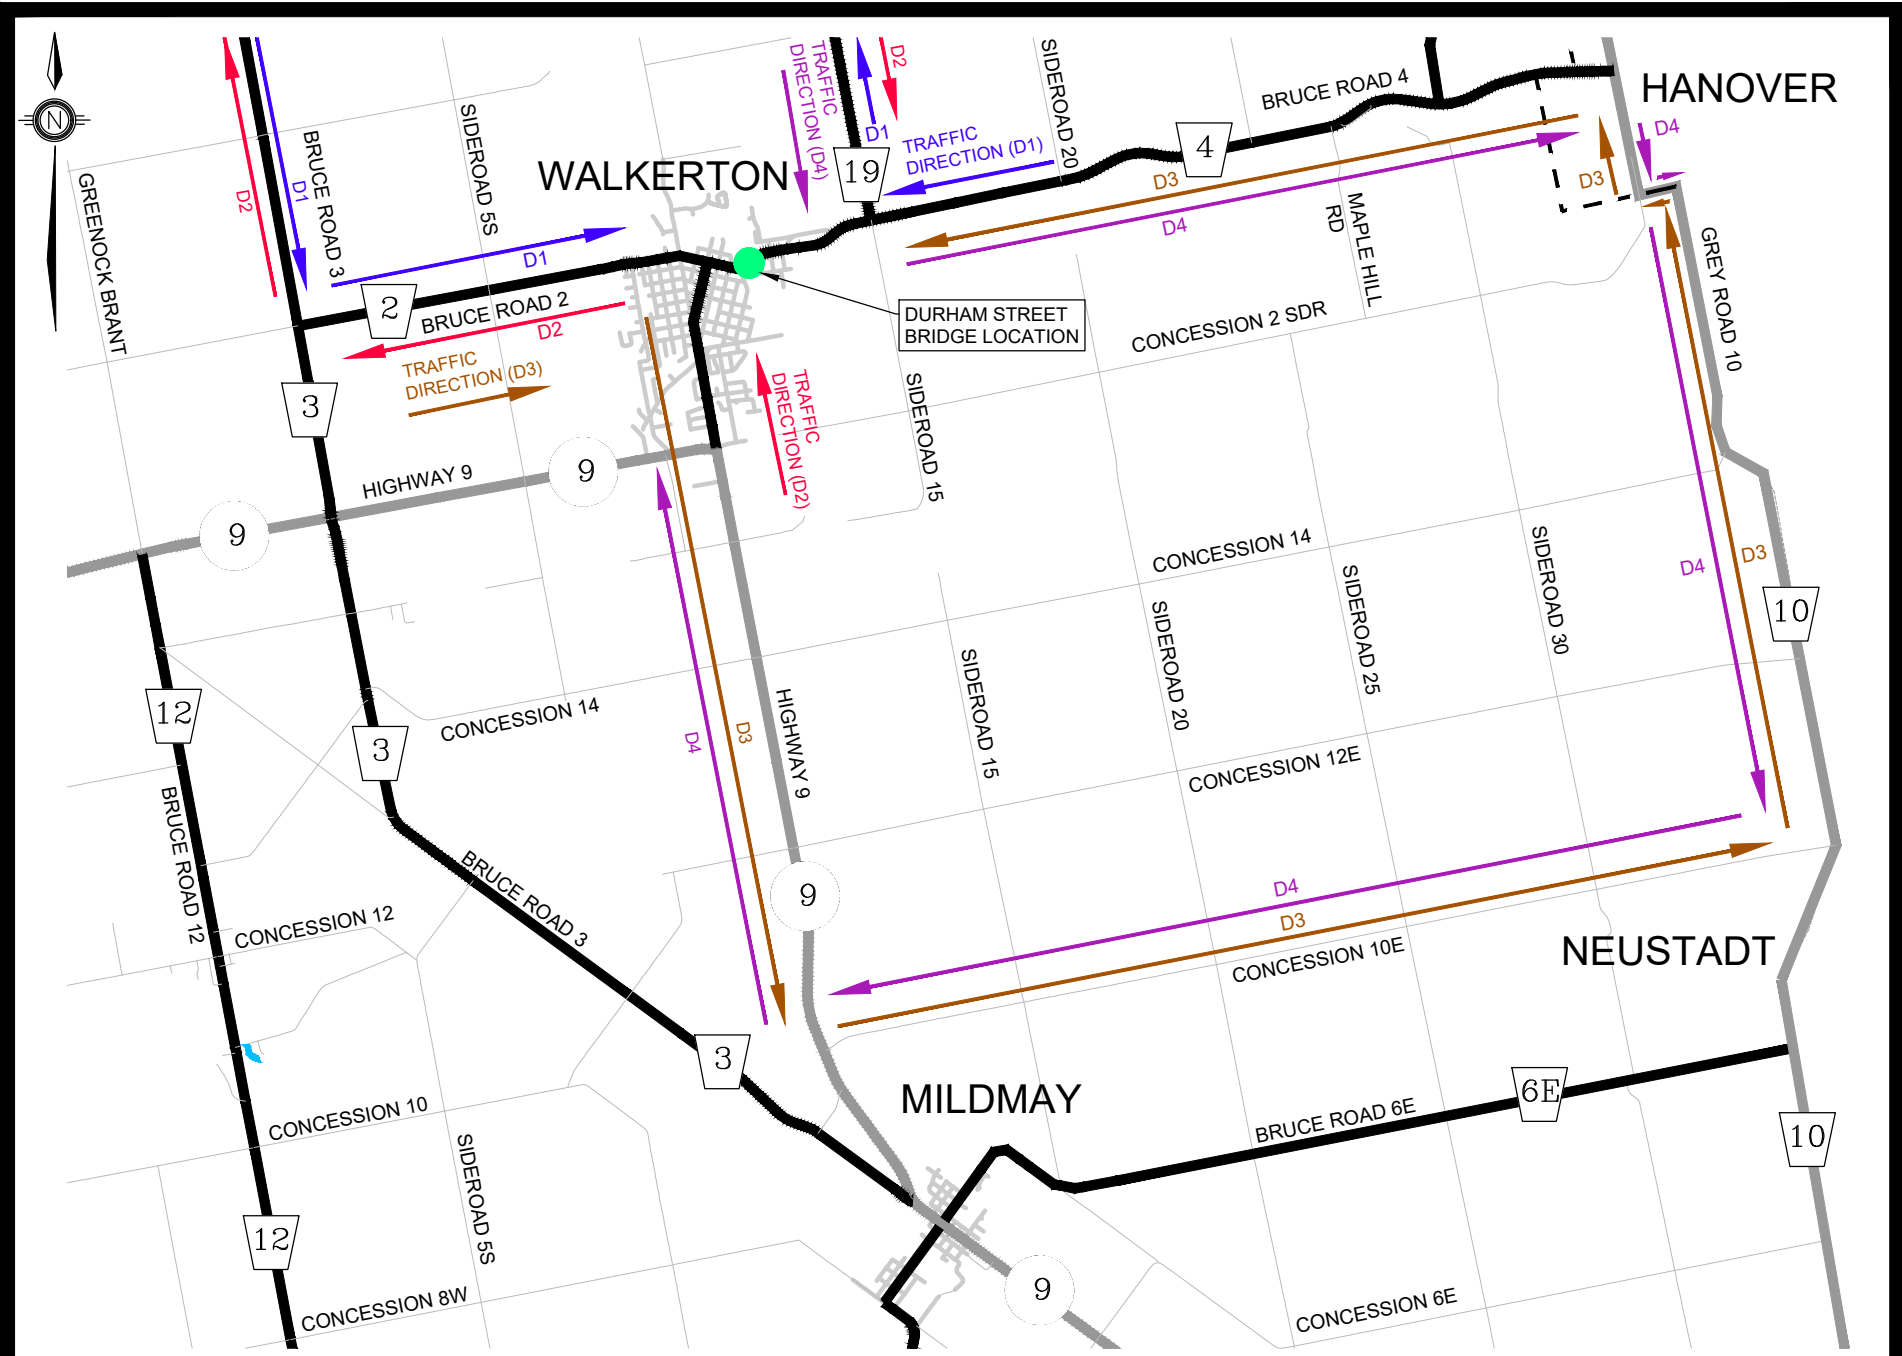 N
GREENOCK BRANT
D2
D1
BRUCE ROAD 3
SIDEROAD 5S
WALKERTON
TRAFFIC
DIRECTION (D4)
D2
D1
19
TRAFFIC
DIRECTION (D1)
SIDEROAD 20
BRUCE ROAD 4
4
HANOVER
D4
D3
D3
D4
MAPLE HILL
RD
GREY ROAD 10
D1
2
BRUCE ROAD 2
D2
TRAFFIC
DIRECTION (D3)
DURHAM STREET
BRIDGE LOCATION
CONCESSION 2 SDR
TRAFFIC
DIRECTION (D2)
SIDEROAD 15
3
HIGHWAY 9
9
9
CONCESSION 14
SIDEROAD 20
SIDEROAD 25
SIDEROAD 30
D4
D3
10
12
3
CONCESSION 14
D4
D3
HIGHWAY 9
SIDEROAD 15
CONCESSION 12E
BRUCE ROAD 12
BRUCE ROAD 3
CONCESSION 12
9
D4
D3
CONCESSION 10E
NEUSTADT
3
MILDMAY
CONCESSION 10
SIDEROAD 5S
BRUCE ROAD 6E
6E
10
12
CONCESSION 8W
9
CONCESSION 6E